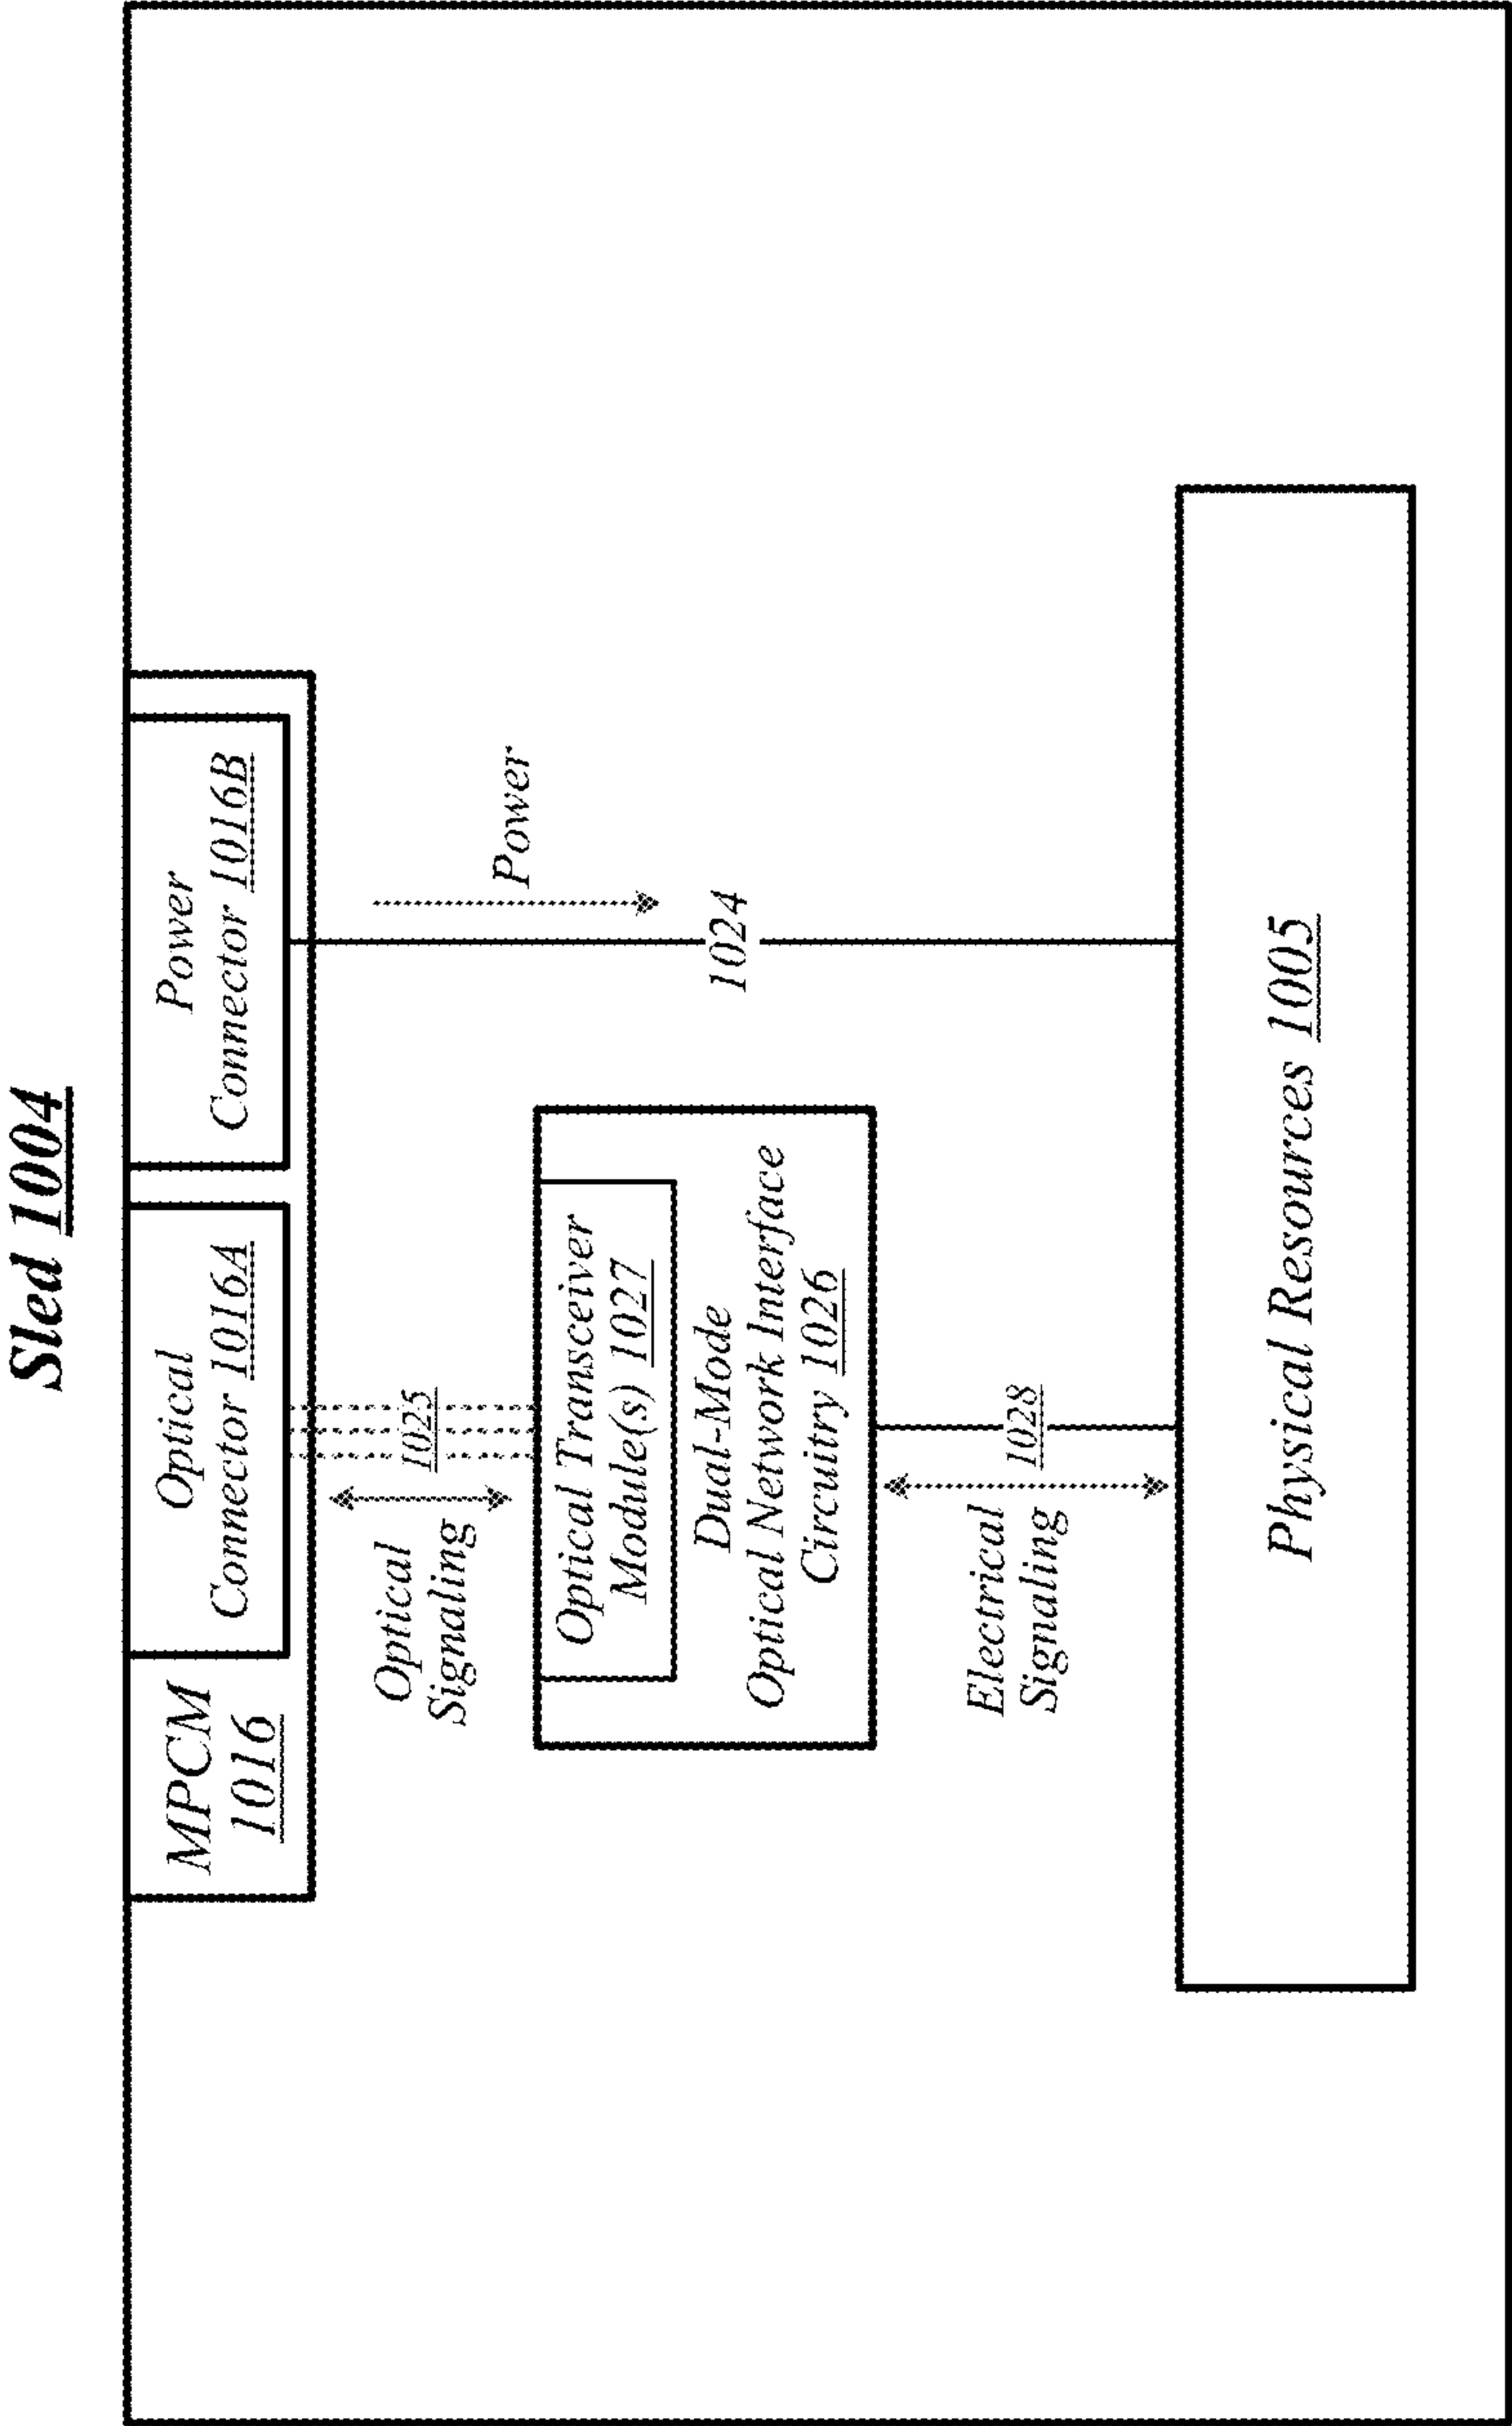 Sled 1004
MPCM
1016
Optical
Connector 1016A
Power
Connector 1016B
Optical
Signaling
1025
Power
1024
Optical Transceiver
Module(s) 1027
Dual-Mode
Optical Network Interface
Circuitry 1026
Electrical
Signaling
1028
Physical Resources 1005